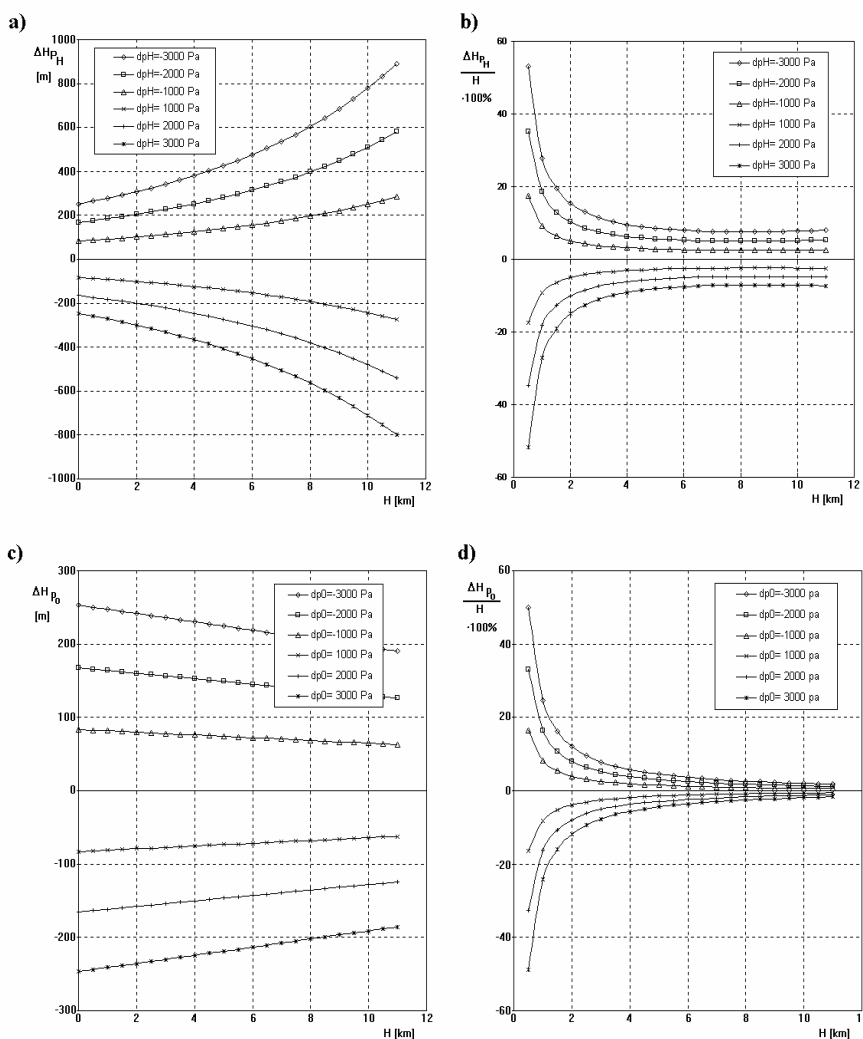 a)
ΔHP_H
[m]
1000
800
600
400
200
0
-200
-400
-600
-800
-1000
dpH=-3000 Pa
dpH=-2000 Pa
dpH=-1000 Pa
dpH= 1000 Pa
dpH= 2000 Pa
dpH= 3000 Pa
0
2
4
6
8
10
12
H [km]
b)
ΔHP_H
H
·100%
60
40
20
0
-20
-40
-60
dpH=-3000 Pa
dpH=-2000 Pa
dpH=-1000 Pa
dpH= 1000 Pa
dpH= 2000 Pa
dpH= 3000 Pa
0
2
4
6
8
10
12
H [km]
c)
ΔH p_0
[m]
300
200
100
0
-100
-200
-300
dp0=-3000 Pa
dp0=-2000 Pa
dp0=-1000 Pa
dp0= 1000 Pa
dp0= 2000 Pa
dp0= 3000 Pa
0
2
4
6
8
10
12
H [km]
d)
ΔH p_0
H
·100%
60
40
20
0
-20
-40
-60
dp0=-3000 pa
dp0=-2000 pa
dp0=-1000 pa
dp0= 1000 pa
dp0= 2000 pa
dp0= 3000 pa
0
2
4
6
8
10
1
H [km]